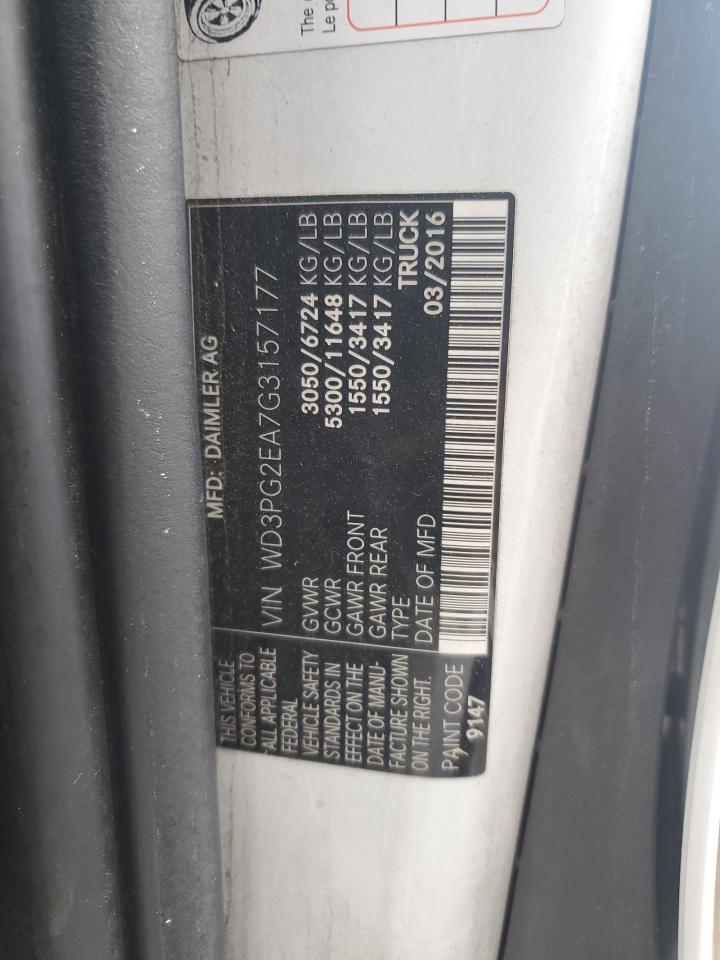 The
Le po
MFD: DAIMLER AG
VIN WD3PG2EA7G3157177
GVWR 3050/6724 KG/LB
GCWR 5300/11648 KG/LB
GAWR FRONT 1550/3417 KG/LB
GAWR REAR 1550/3417 KG/LB
TYPE TRUCK
DATE OF MFD 03/2016
THIS VEHICLE
CONFORMS TO
ALL APPLICABLE
FEDERAL
VEHICLE SAFETY
STANDARDS IN
EFFECT ON THE
DATE OF MANU-
FACTURE SHOWN
ON THE RIGHT.
PAINT CODE
9147